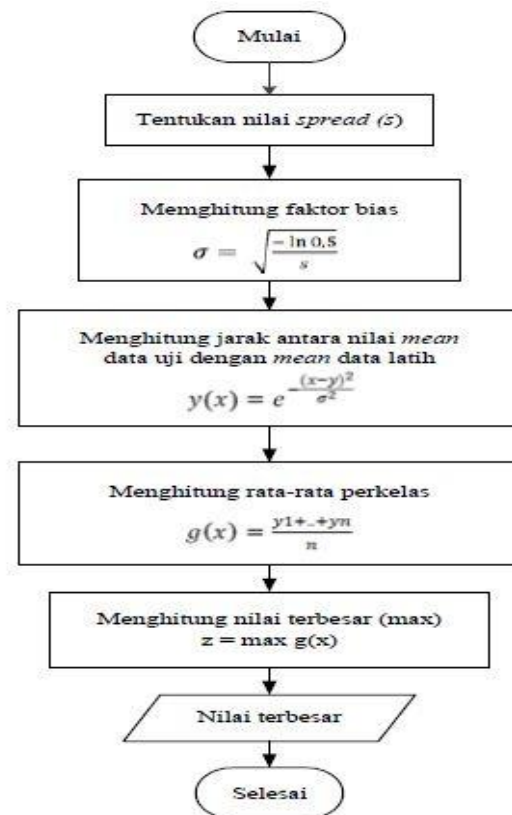 Mulai
Tentukan nilai spread (s)
Memghitung faktor bias
σ = √(− ln 0,5 / s)
Menghitung jarak antara nilai mean
data uji dengan mean data latih
y(x) = e^(−(x−y)²/σ²)
Menghitung rata-rata perkelas
g(x) = (y1+..+yn)/n
Menghitung nilai terbesar (max)
z = max g(x)
Nilai terbesar
Selesai